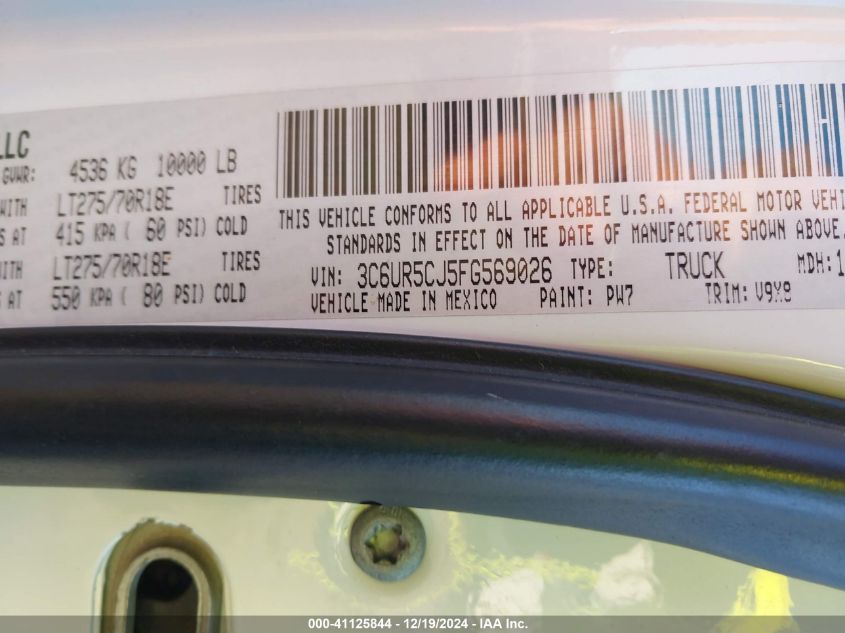 LLC
GVWR: 4536 KG 10000 LB
WITH LT275/70R18E TIRES
S AT 415 KPA ( 60 PSI) COLD
WITH LT275/70R18E TIRES
S AT 550 KPA ( 80 PSI) COLD
THIS VEHICLE CONFORMS TO ALL APPLICABLE U.S.A. FEDERAL MOTOR VEHI
STANDARDS IN EFFECT ON THE DATE OF MANUFACTURE SHOWN ABOVE.
VIN: 3C6UR5CJ5FG569026 TYPE: TRUCK MDH: 1
VEHICLE MADE IN MEXICO PAINT: PW7 TRIM: V9X8
000-41125844 - 12/19/2024 - IAA Inc.